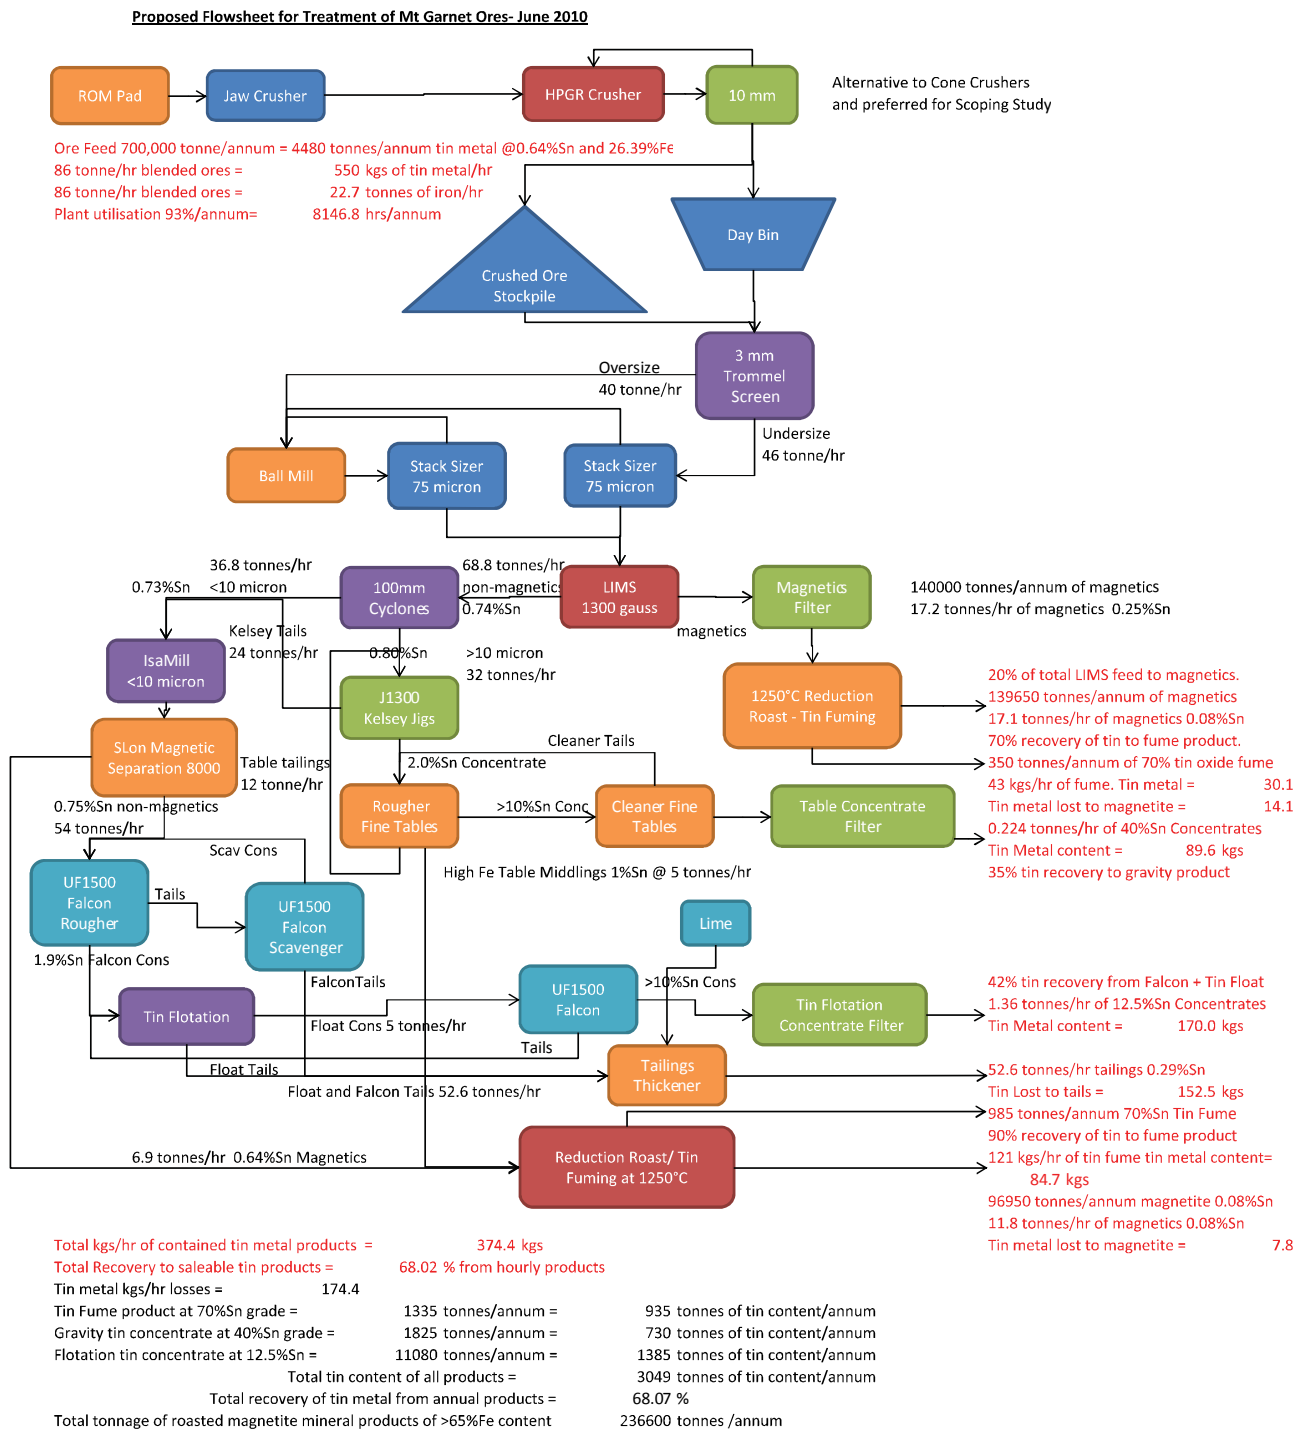 Proposed Flowsheet for Treatment of Mt Garnet Ores- June 2010
ROM Pad
Jaw Crusher
HPGR Crusher
10 mm
Alternative to Cone Crushers
and preferred for Scoping Study
Ore Feed 700,000 tonne/annum = 4480 tonnes/annum tin metal @0.64%Sn and 26.39%Fe
86 tonne/hr blended ores = 550 kgs of tin metal/hr
86 tonne/hr blended ores = 22.7 tonnes of iron/hr
Plant utilisation 93%/annum= 8146.8 hrs/annum
Day Bin
Crushed Ore
Stockpile
3 mm
Trommel
Screen
Oversize
40 tonne/hr
Undersize
46 tonne/hr
Ball Mill
Stack Sizer
75 micron
Stack Sizer
75 micron
36.8 tonnes/hr
<10 micron
0.73%Sn
100mm
Cyclones
68.8 tonnes/hr
non-magnetics
0.74%Sn
LIMS
1300 gauss
magnetics
Magnetics
Filter
140000 tonnes/annum of magnetics
17.2 tonnes/hr of magnetics 0.25%Sn
Kelsey Tails
24 tonnes/hr
0.80%Sn
>10 micron
32 tonnes/hr
IsaMill
<10 micron
J1300
Kelsey Jigs
1250°C Reduction
Roast - Tin Fuming
20% of total LIMS feed to magnetics.
139650 tonnes/annum of magnetics
17.1 tonnes/hr of magnetics 0.08%Sn
70% recovery of tin to fume product.
350 tonnes/annum of 70% tin oxide fume
43 kgs/hr of fume. Tin metal = 30.1
Tin metal lost to magnetite = 14.1
0.224 tonnes/hr of 40%Sn Concentrates
Tin Metal content = 89.6 kgs
35% tin recovery to gravity product
SLon Magnetic
Separation 8000
Table tailings
12 tonne/hr
Cleaner Tails
2.0%Sn Concentrate
0.75%Sn non-magnetics
54 tonnes/hr
Rougher
Fine Tables
>10%Sn Conc
Cleaner Fine
Tables
Table Concentrate
Filter
Scav Cons
High Fe Table Middlings 1%Sn @ 5 tonnes/hr
UF1500
Falcon
Rougher
Tails
UF1500
Falcon
Scavenger
Lime
1.9%Sn Falcon Cons
FalconTails
UF1500
Falcon
>10%Sn Cons
Tin Flotation
Concentrate Filter
42% tin recovery from Falcon + Tin Float
1.36 tonnes/hr of 12.5%Sn Concentrates
Tin Metal content = 170.0 kgs
Tin Flotation
Float Cons 5 tonnes/hr
Tails
Float Tails
Float and Falcon Tails 52.6 tonnes/hr
Tailings
Thickener
52.6 tonnes/hr tailings 0.29%Sn
Tin Lost to tails = 152.5 kgs
985 tonnes/annum 70%Sn Tin Fume
90% recovery of tin to fume product
121 kgs/hr of tin fume tin metal content=
84.7 kgs
96950 tonnes/annum magnetite 0.08%Sn
11.8 tonnes/hr of magnetics 0.08%Sn
Tin metal lost to magnetite = 7.8
6.9 tonnes/hr 0.64%Sn Magnetics
Reduction Roast/ Tin
Fuming at 1250°C
Total kgs/hr of contained tin metal products = 374.4 kgs
Total Recovery to saleable tin products = 68.02 % from hourly products
Tin metal kgs/hr losses = 174.4
Tin Fume product at 70%Sn grade = 1335 tonnes/annum = 935 tonnes of tin content/annum
Gravity tin concentrate at 40%Sn grade = 1825 tonnes/annum = 730 tonnes of tin content/annum
Flotation tin concentrate at 12.5%Sn = 11080 tonnes/annum = 1385 tonnes of tin content/annum
Total tin content of all products = 3049 tonnes of tin content/annum
Total recovery of tin metal from annual products = 68.07 %
Total tonnage of roasted magnetite mineral products of >65%Fe content 236600 tonnes /annum